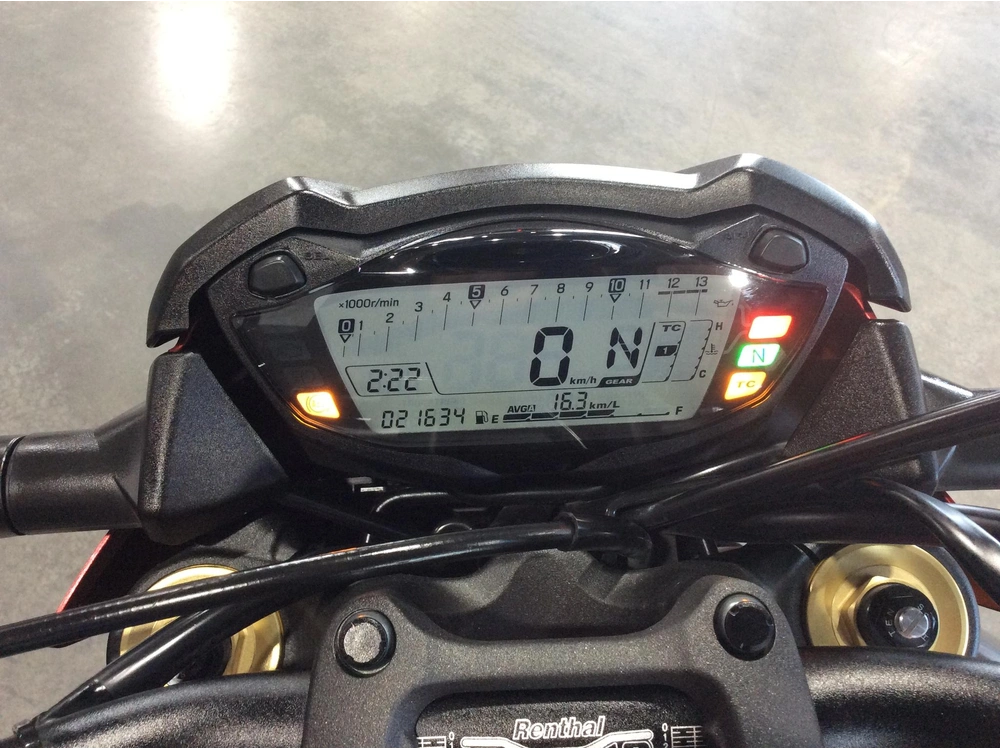 ×1000r/min
0 1 2 3 4 5 6 7 8 9 10 11 12 13
TC H
0 N N
1
km/h GEAR C TC
2:22
021634 E AVG A 16.3 km/L F
Renthal